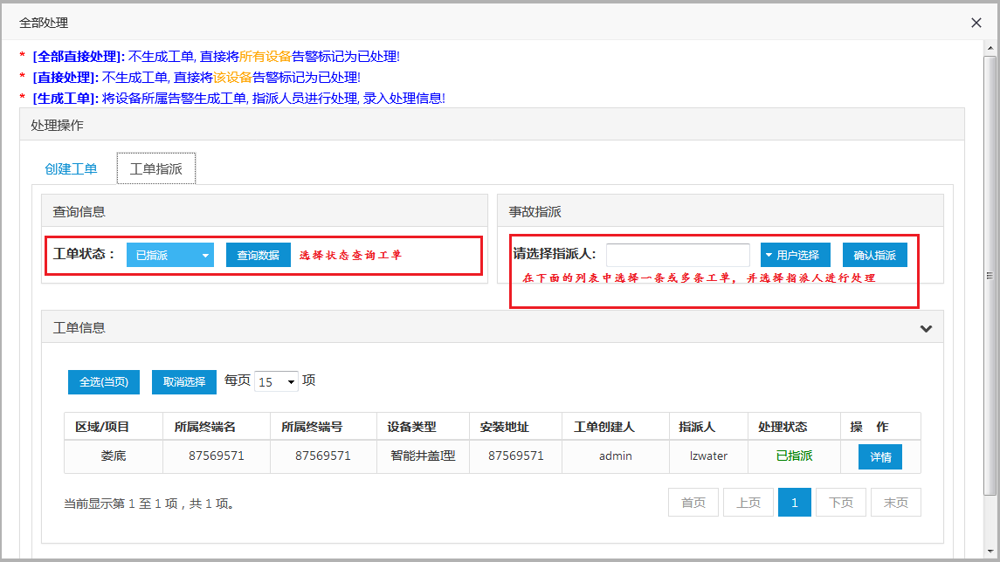 全部处理
* [全部直接处理]: 不生成工单, 直接将所有设备告警标记为已处理!
* [直接处理]: 不生成工单, 直接将该设备告警标记为已处理!
* [生成工单]: 将设备所属告警生成工单, 指派人员进行处理, 录入处理信息!
处理操作
创建工单 工单指派
查询信息
工单状态： 已指派 查询数据 选择状态查询工单
事故指派
请选择指派人: 用户选择 确认指派
在下面的列表中选择一条或多条工单，并选择指派人进行处理
工单信息
全选(当页) 取消选择 每页 15 项
区域/项目 所属终端名 所属终端号 设备类型 安装地址 工单创建人 指派人 处理状态 操 作
娄底 87569571 87569571 智能井盖I型 87569571 admin lzwater 已指派 详情
当前显示第 1 至 1 项，共 1 项。
首页 上页 1 下页 末页